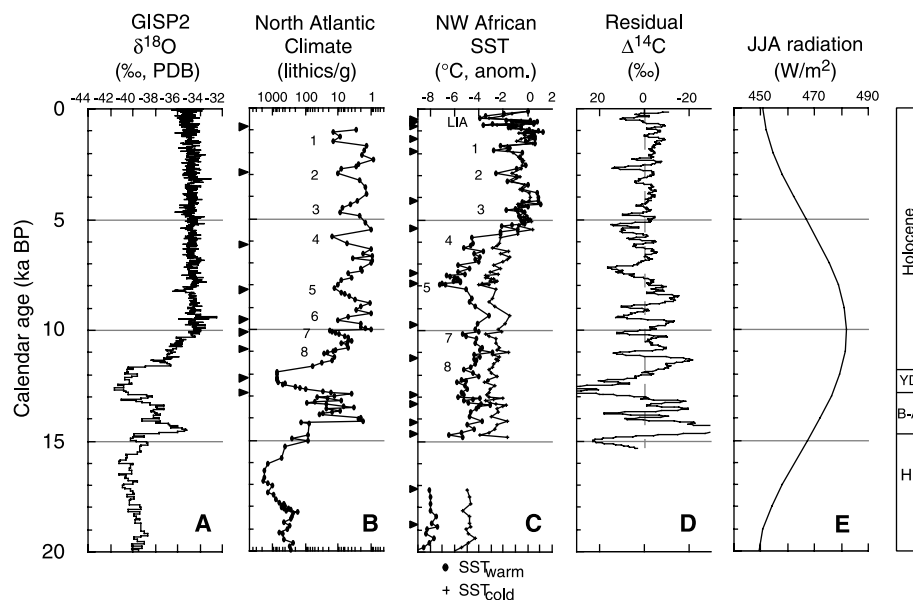 GISP2
δ18O
(‰, PDB)
-44 -42 -40 -38 -36 -34 -32
North Atlantic
Climate
(lithics/g)
1000 100 10 1
NW African
SST
(°C, anom.)
-8 -6 -4 -2 0 2
Residual
Δ14C
(‰)
20 0 -20
JJA radiation
(W/m2)
450 470 490
Calendar age (ka BP)
0
5
10
15
20
1
2
3
4
5
6
7
8
LIA
1
2
3
4
5
7
8
A
B
C
D
E
Holocene
YD
B-
H
SSTwarm
+ SSTcold